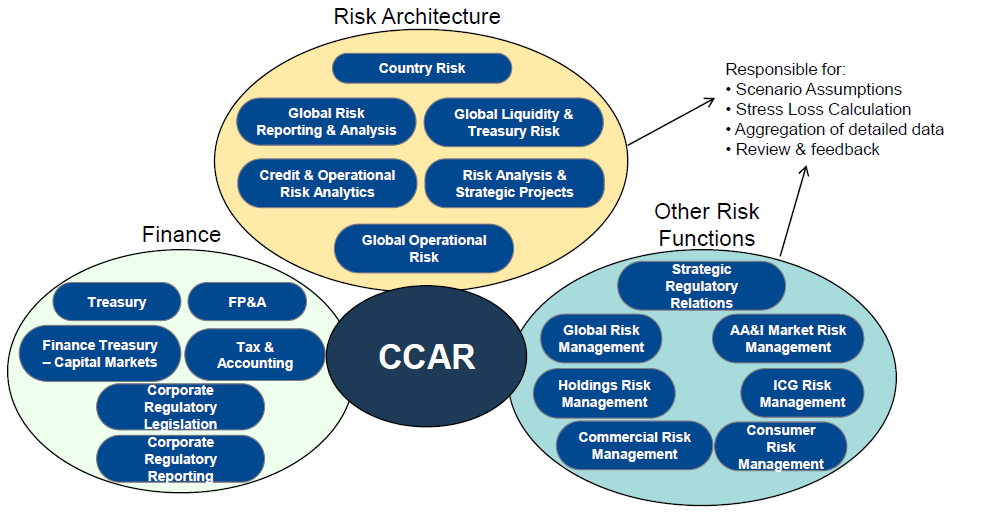 Risk Architecture
Country Risk
Global Risk
Reporting & Analysis
Global Liquidity &
Treasury Risk
Credit & Operational
Risk Analytics
Risk Analysis &
Strategic Projects
Global Operational
Risk
Responsible for:
• Scenario Assumptions
• Stress Loss Calculation
• Aggregation of detailed data
• Review & feedback
Finance
Treasury
FP&A
Finance Treasury
– Capital Markets
Tax &
Accounting
Corporate
Regulatory
Legislation
Corporate
Regulatory
Reporting
CCAR
Other Risk
Functions
Strategic
Regulatory
Relations
Global Risk
Management
AA&I Market Risk
Management
Holdings Risk
Management
ICG Risk
Management
Commercial Risk
Management
Consumer
Risk
Management